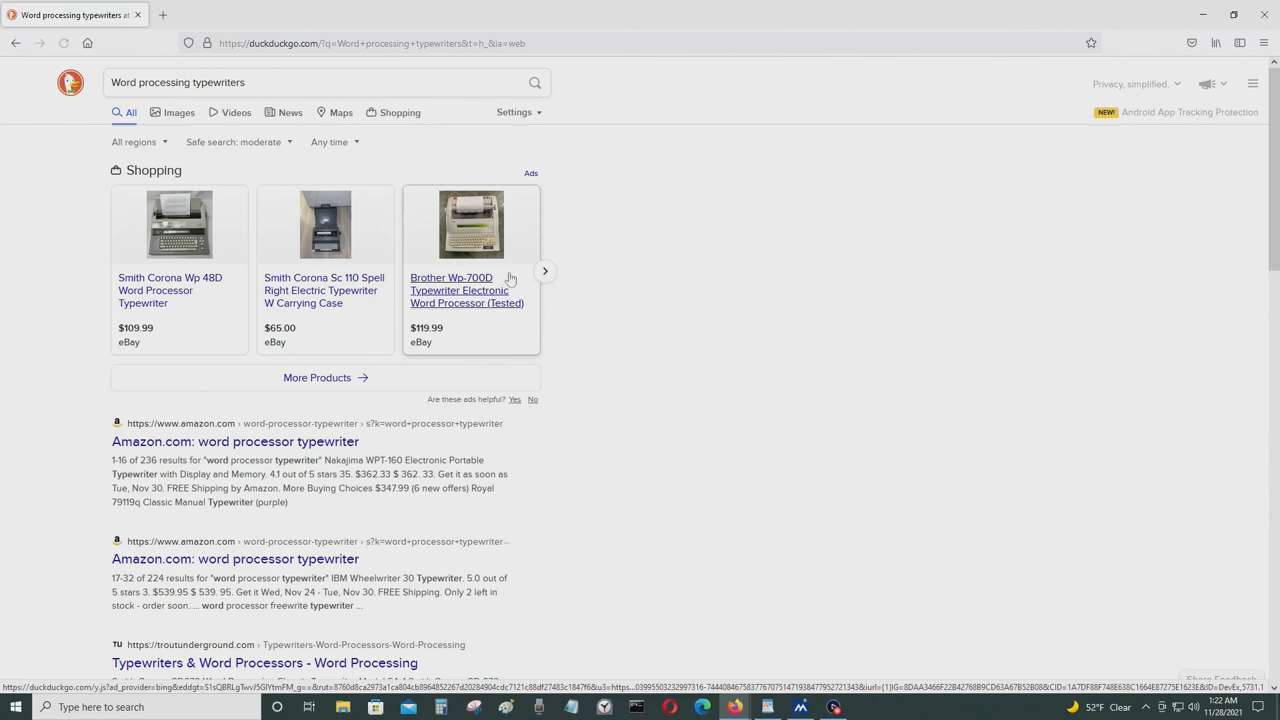 Word processing typewriters at
https://duckduckgo.com/?q=Word+processing+typewriters&t=h_&ia=web
Word processing typewriters
Privacy, simplified.
All
Images
Videos
News
Maps
Shopping
Settings
NEW! Android App Tracking Protection
All regions
Safe search: moderate
Any time
Shopping
Ads
Smith Corona Wp 48D
Word Processor
Typewriter
$109.99
eBay
Smith Corona Sc 110 Spell
Right Electric Typewriter
W Carrying Case
$65.00
eBay
Brother Wp-700D
Typewriter Electronic
Word Processor (Tested)
$119.99
eBay
More Products
Are these ads helpful? Yes No
https://www.amazon.com › word-processor-typewriter › s?k=word+processor+typewriter
Amazon.com: word processor typewriter
1-16 of 236 results for "word processor typewriter" Nakajima WPT-160 Electronic Portable
Typewriter with Display and Memory. 4.1 out of 5 stars 35. $362.33 $ 362. 33. Get it as soon as
Tue, Nov 30. FREE Shipping by Amazon. More Buying Choices $347.99 (6 new offers) Royal
79119q Classic Manual Typewriter (purple)
https://www.amazon.com › word-processor-typewriter › s?k=word+processor+typewriter...
Amazon.com: word processor typewriter
17-32 of 224 results for "word processor typewriter" IBM Wheelwriter 30 Typewriter. 5.0 out of
5 stars 3. $539.95 $ 539. 95. Get it Wed, Nov 24 - Tue, Nov 30. FREE Shipping. Only 2 left in
stock - order soon. ... word processor freewrite typewriter ...
TU https://troutunderground.com › Typewriters-Word-Processors-Word-Processing
Typewriters & Word Processors - Word Processing
Share Feedback
Type here to search
52°F Clear
1:22 AM
11/28/2021